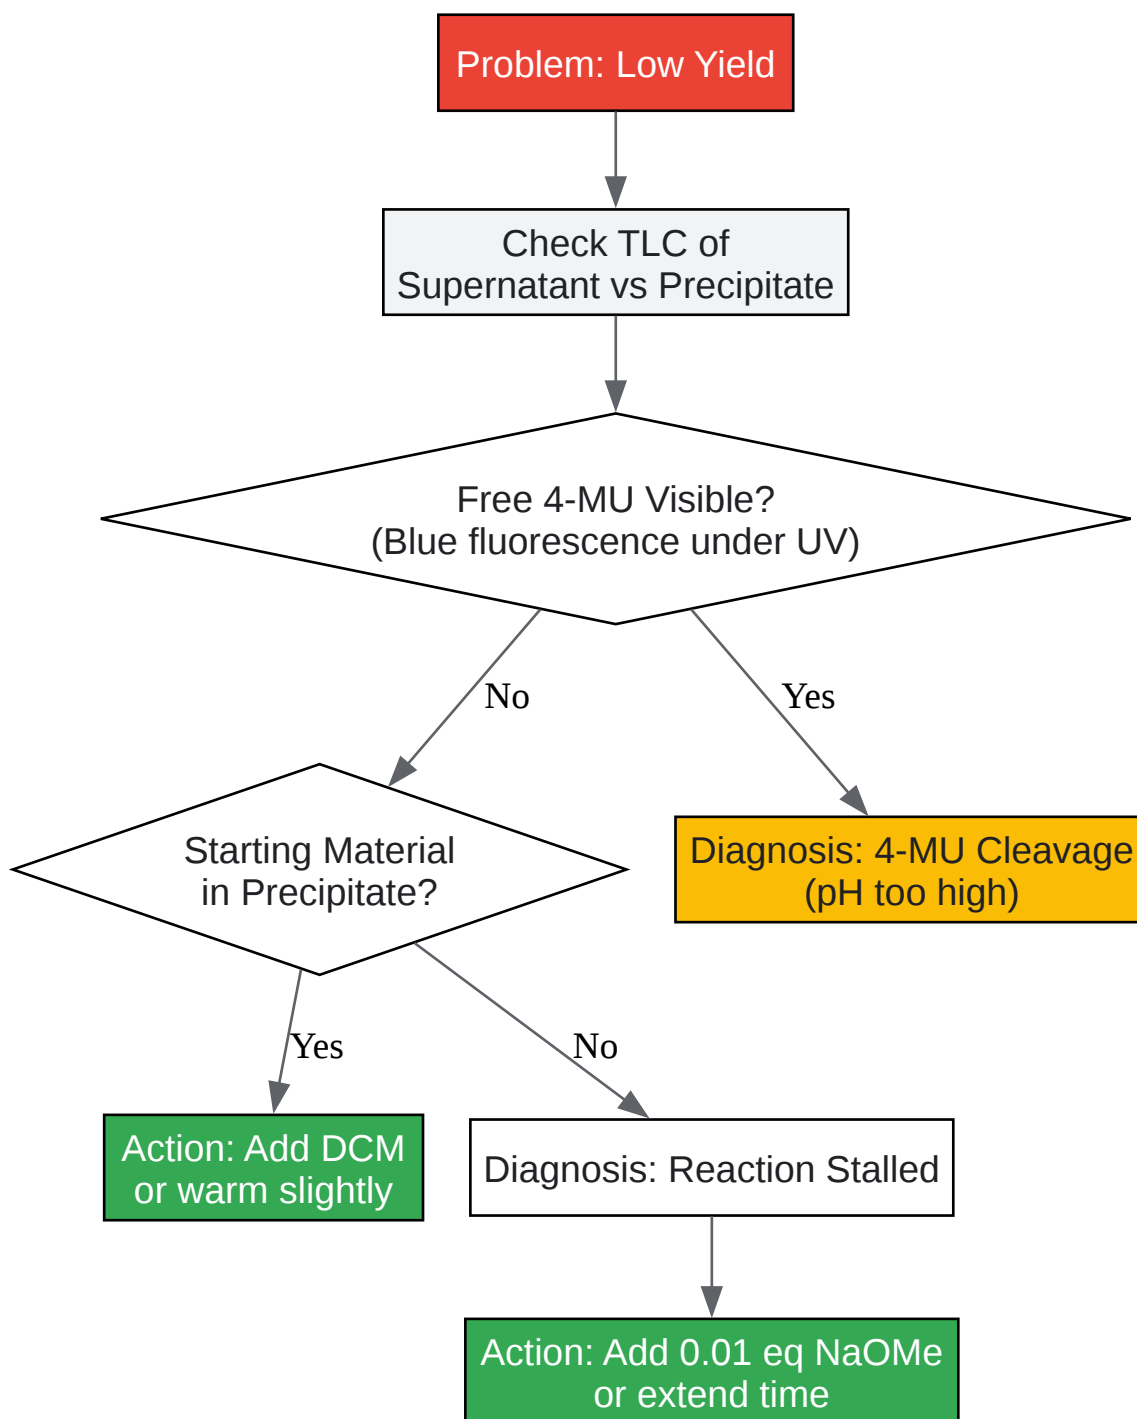 Problem: Low Yield
Check TLC of
Supernatant vs Precipitate
Free 4-MU Visible?
(Blue fluorescence under UV)
No
Yes
Starting Material
in Precipitate?
Diagnosis: 4-MU Cleavage
(pH too high)
Yes
No
Action: Add DCM
or warm slightly
Diagnosis: Reaction Stalled
Action: Add 0.01 eq NaOMe
or extend time